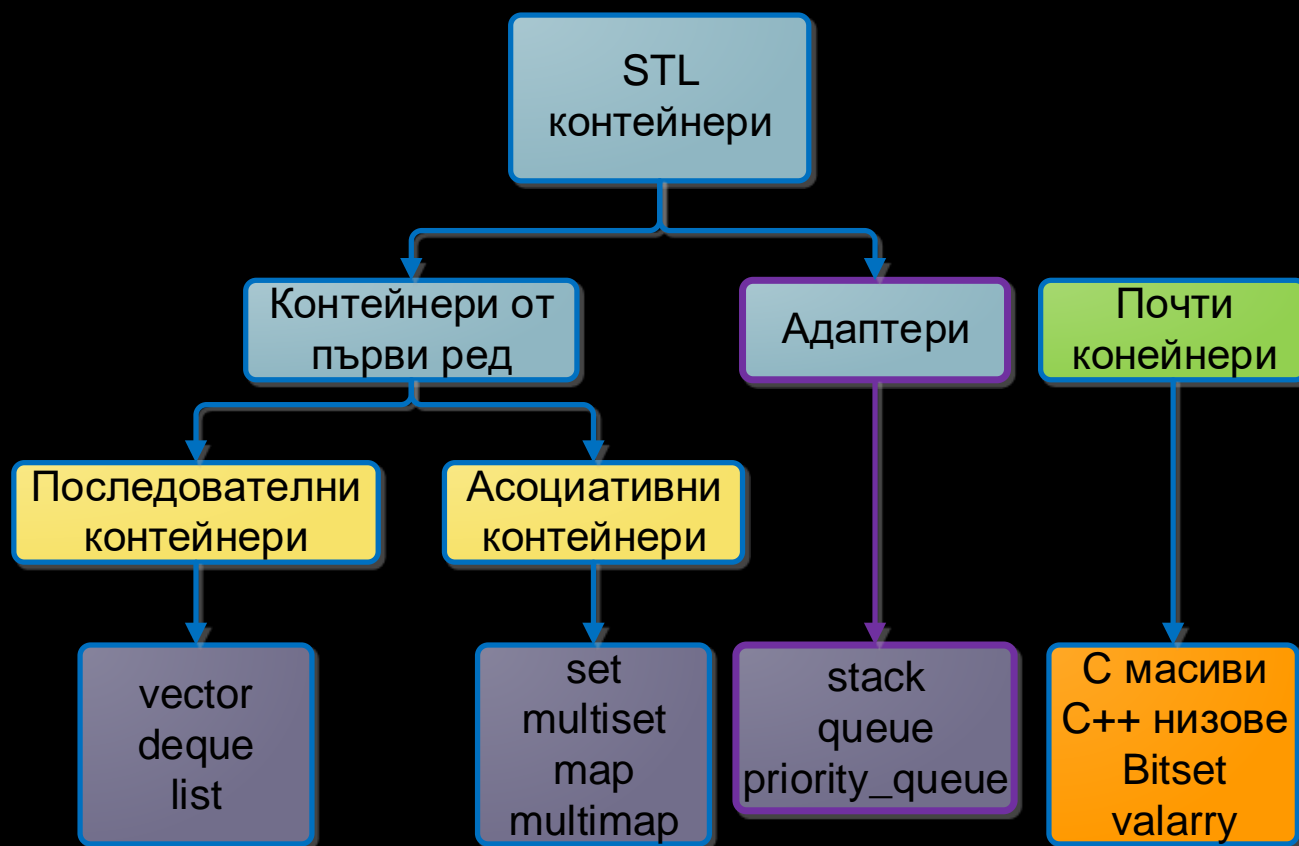 STL
контейнери
Контейнери от
първи ред
Адаптери
Почти
конейнери
Последователни
контейнери
Асоциативни
контейнери
vector
deque
list
set
multiset
map
multimap
stack
queue
priority_queue
С масиви
С++ низове
Bitset
valarry